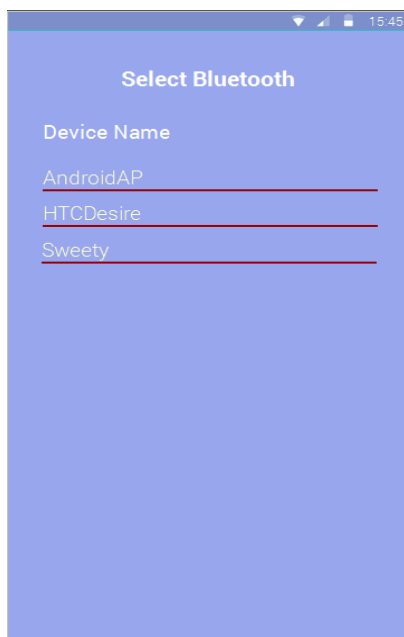 15:45
Select Bluetooth
Device Name
AndroidAP
HTCDesire
Sweety